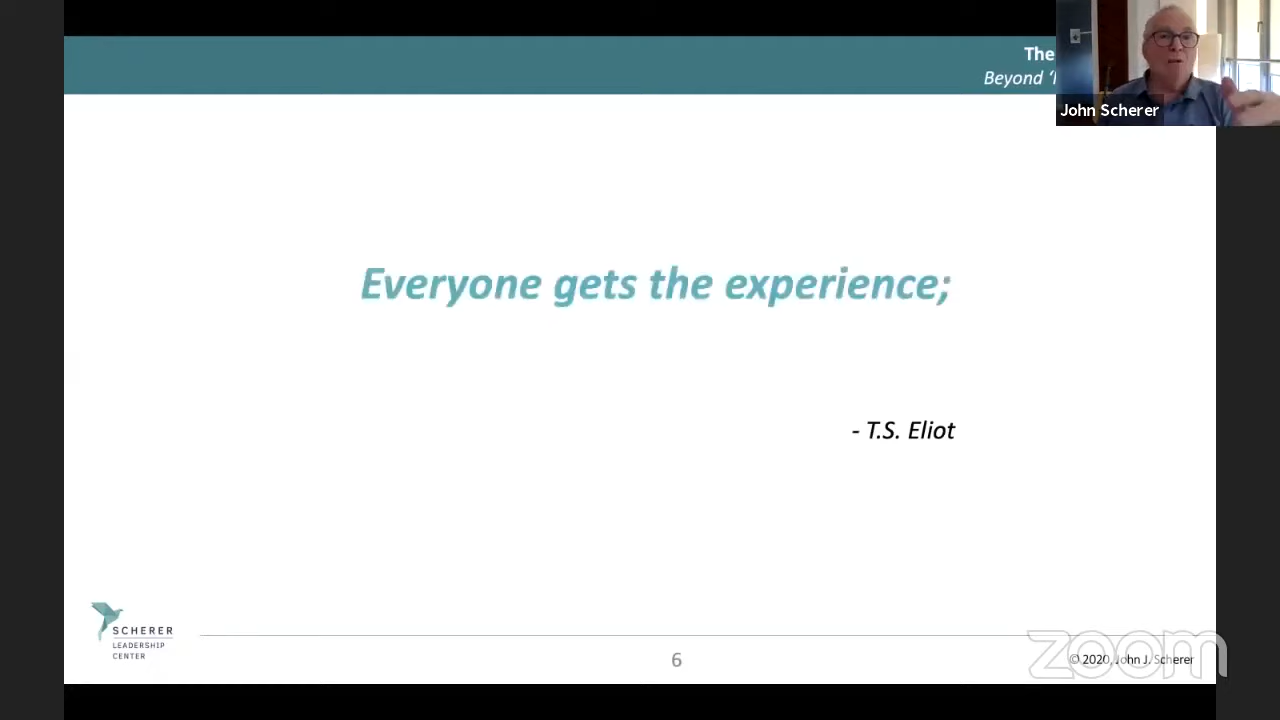 The
Beyond ‘
John Scherer
Everyone gets the experience;
- T.S. Eliot
SCHERER
LEADERSHIP
CENTER
6
© 2020, John J. Scherer
zoom